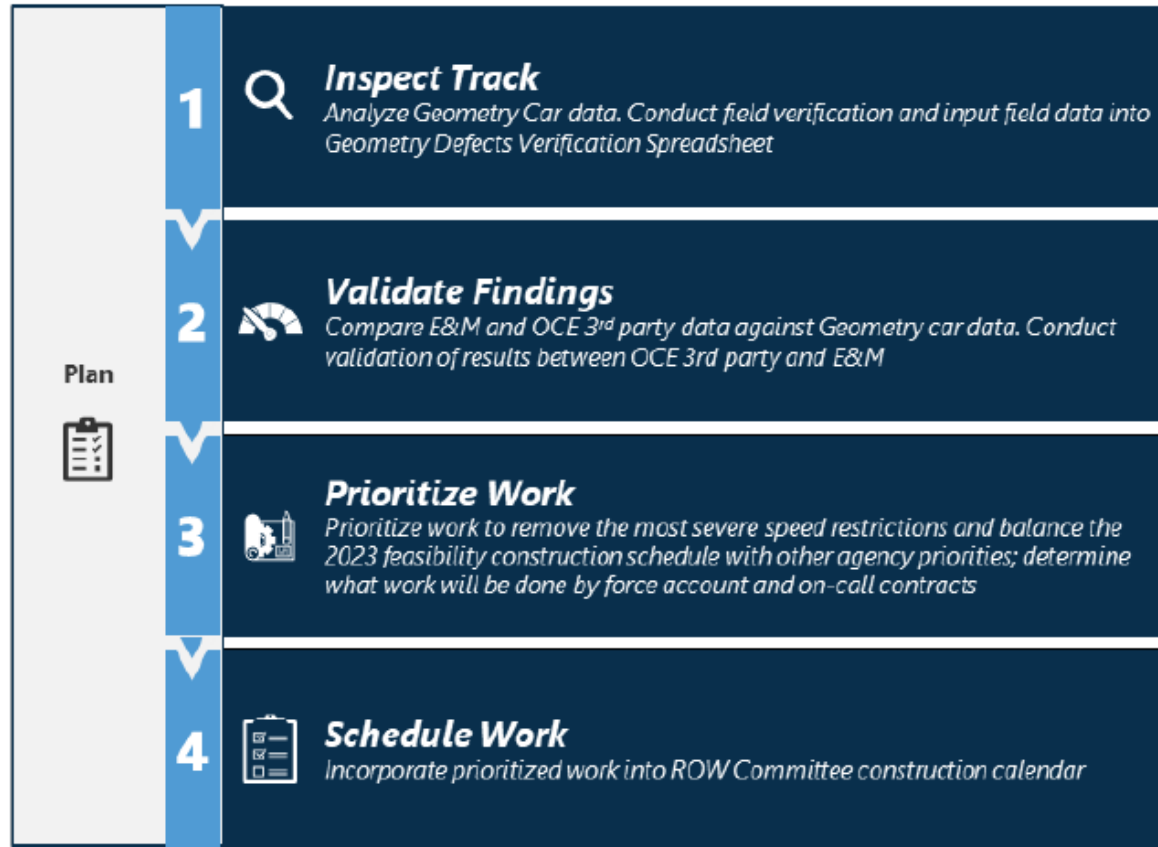 Plan
1
Inspect Track
Analyze Geometry Car data. Conduct field verification and input field data into
Geometry Defects Verification Spreadsheet
2
Validate Findings
Compare E&M and OCE 3rd party data against Geometry car data. Conduct
validation of results between OCE 3rd party and E&M
3
Prioritize Work
Prioritize work to remove the most severe speed restrictions and balance the
2023 feasibility construction schedule with other agency priorities; determine
what work will be done by force account and on-call contracts
4
Schedule Work
Incorporate prioritized work into ROW Committee construction calendar